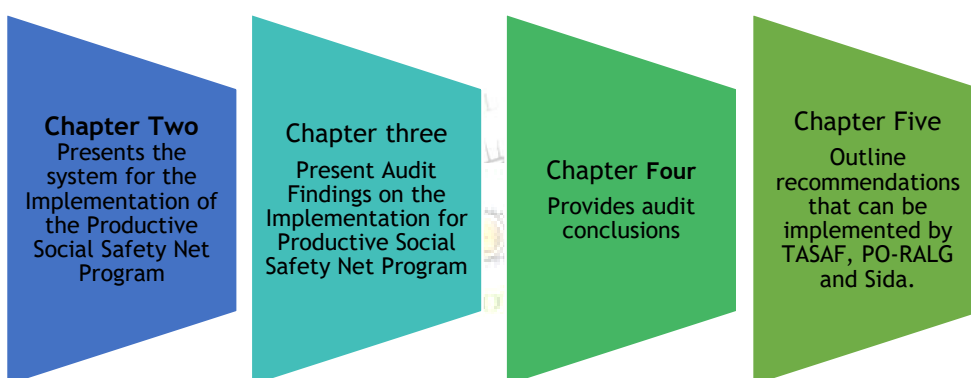 Chapter Two
Presents the
system for the
Implementation of
the Productive
Social Safety Net
Program
Chapter three
Present Audit
Findings on the
Implementation for
Productive Social
Safety Net Program
Chapter Four
Provides audit
conclusions
Chapter Five
Outline
recommendations
that can be
implemented by
TASAF, PO-RALG
and Sida.